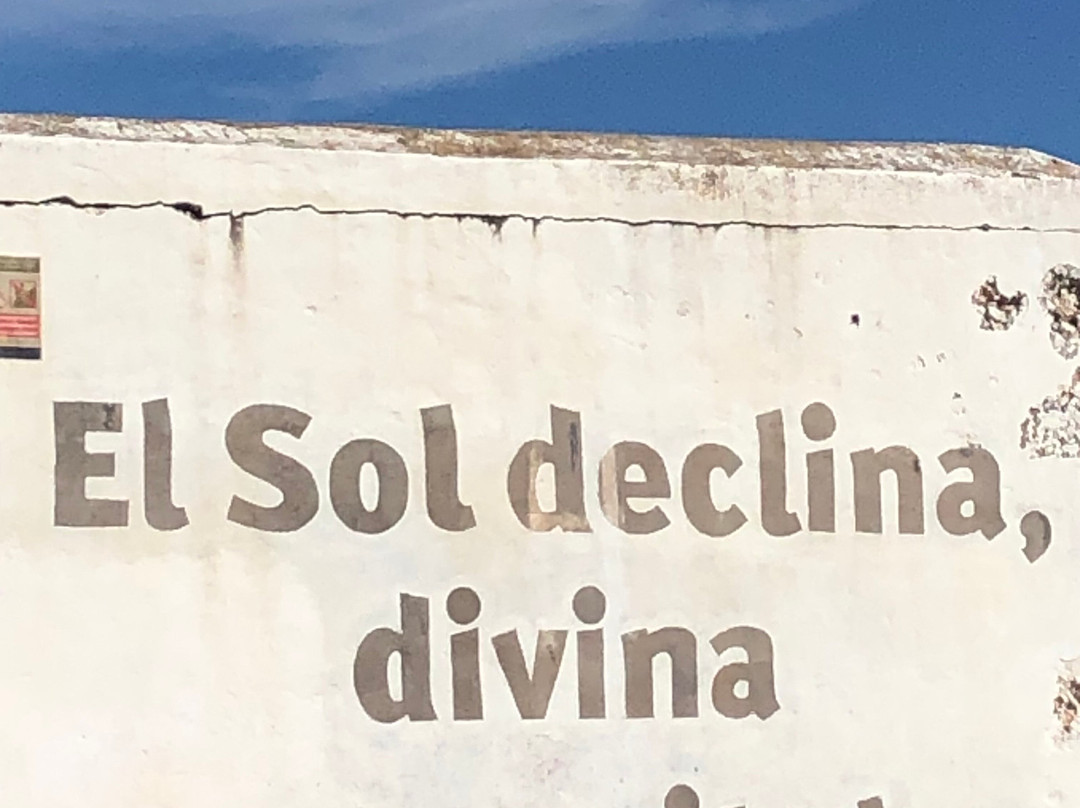 El Sol declina,
divina